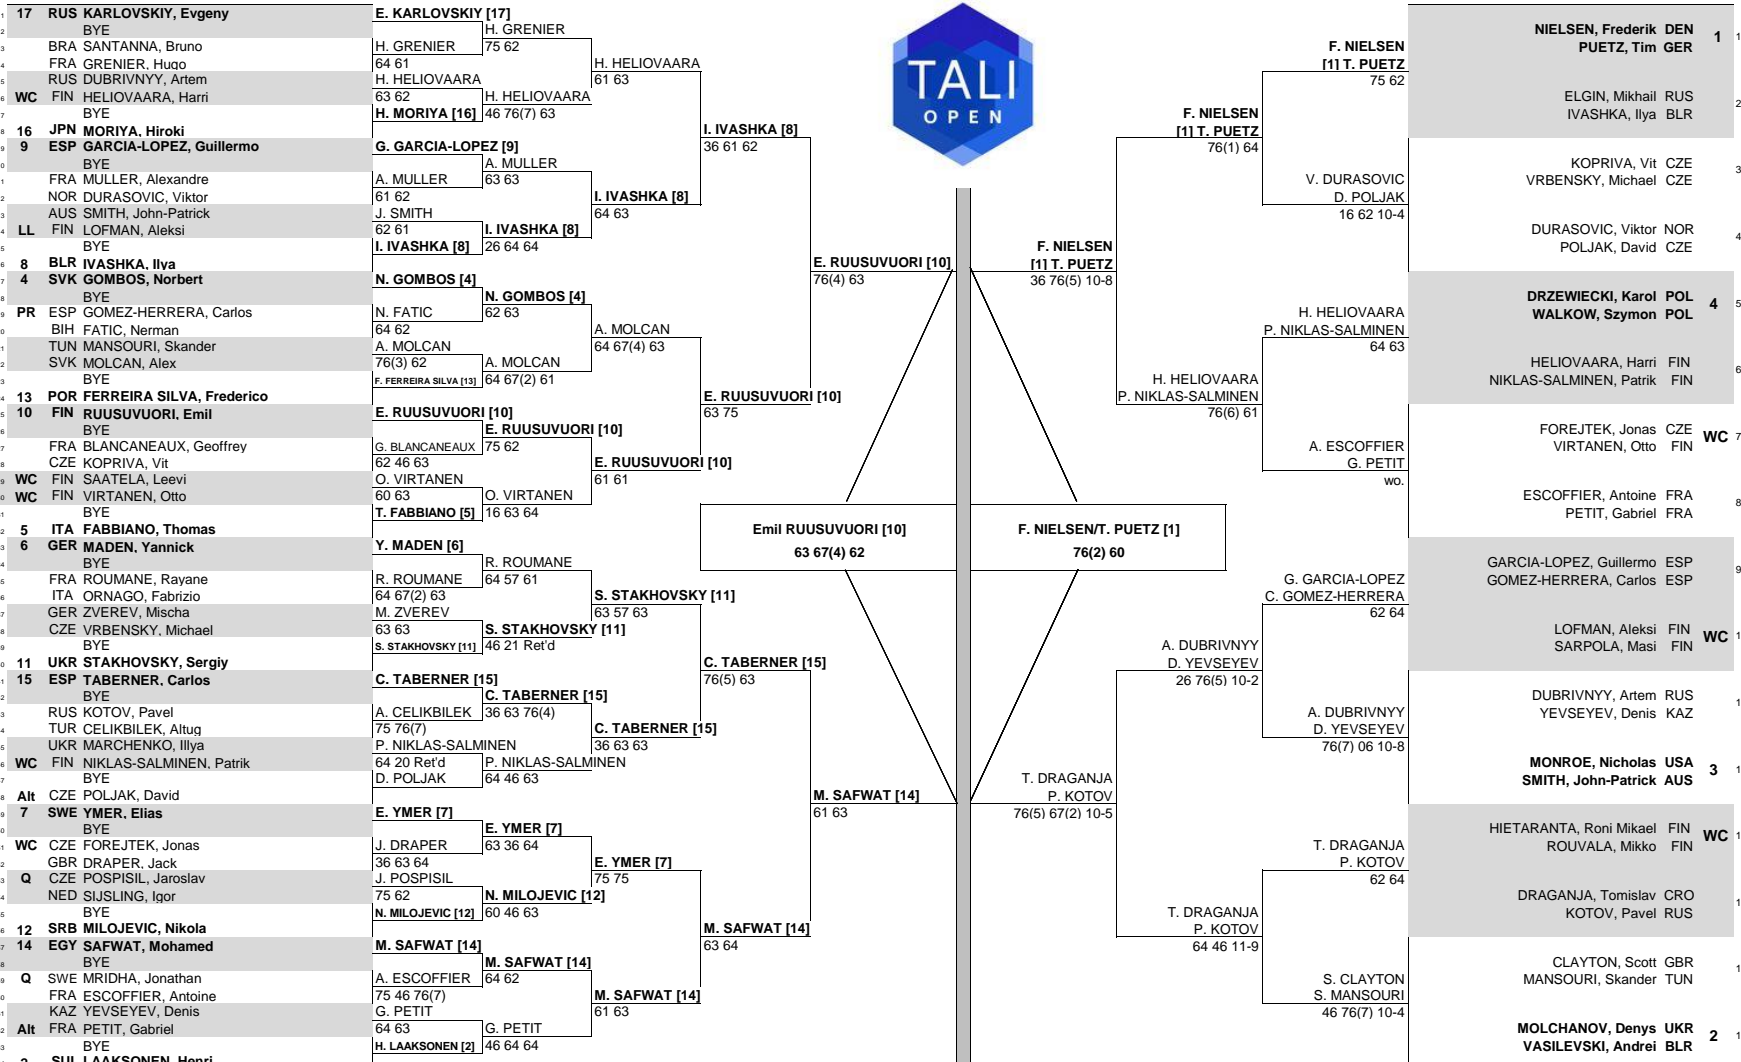 17 RUS KARLOVSKIY, Evgeny
BYE
BRA SANTANNA, Bruno
FRA GRENIER, Hugo
RUS DUBRIVNYY, Artem
WC FIN HELIOVAARA, Harri
BYE
16 JPN MORIYA, Hiroki
9 ESP GARCIA-LOPEZ, Guillermo
BYE
FRA MULLER, Alexandre
NOR DURASOVIC, Viktor
AUS SMITH, John-Patrick
LL FIN LOFMAN, Aleksi
BYE
8 BLR IVASHKA, Ilya
4 SVK GOMBOS, Norbert
BYE
PR ESP GOMEZ-HERRERA, Carlos
BIH FATIC, Nerman
TUN MANSOURI, Skander
SVK MOLCAN, Alex
BYE
13 POR FERREIRA SILVA, Frederico
10 FIN RUUSUVUORI, Emil
BYE
FRA BLANCANEAUX, Geoffrey
CZE KOPRIVA, Vit
WC FIN SAATELA, Leevi
WC FIN VIRTANEN, Otto
BYE
5 ITA FABBIANO, Thomas
6 GER MADEN, Yannick
BYE
FRA ROUMANE, Rayane
ITA ORNAGO, Fabrizio
GER ZVEREV, Mischa
CZE VRBENSKY, Michael
BYE
11 UKR STAKHOVSKY, Sergiy
15 ESP TABERNER, Carlos
BYE
RUS KOTOV, Pavel
TUR CELIKBILEK, Altug
UKR MARCHENKO, Illya
WC FIN NIKLAS-SALMINEN, Patrik
BYE
Alt CZE POLJAK, David
7 SWE YMER, Elias
BYE
WC CZE FOREJTEK, Jonas
GBR DRAPER, Jack
Q CZE POSPISIL, Jaroslav
NED SIJSLING, Igor
BYE
12 SRB MILOJEVIC, Nikola
14 EGY SAFWAT, Mohamed
BYE
Q SWE MRIDHA, Jonathan
FRA ESCOFFIER, Antoine
KAZ YEVSEYEV, Denis
Alt FRA PETIT, Gabriel
BYE
2 SUI LAAKSONEN, Henri
E. KARLOVSKIY [17]
H. GRENIER
64 61
H. HELIOVAARA
63 62
H. MORIYA [16]
G. GARCIA-LOPEZ [9]
A. MULLER
61 62
J. SMITH
62 61
I. IVASHKA [8]
N. GOMBOS [4]
N. FATIC
64 62
A. MOLCAN
76(3) 62
F. FERREIRA SILVA [13]
E. RUUSUVUORI [10]
G. BLANCANEAUX
62 46 63
O. VIRTANEN
60 63
T. FABBIANO [5]
Y. MADEN [6]
R. ROUMANE
64 67(2) 63
M. ZVEREV
63 63
S. STAKHOVSKY [11]
C. TABERNER [15]
A. CELIKBILEK
75 76(7)
P. NIKLAS-SALMINEN
64 20 Ret'd
D. POLJAK
E. YMER [7]
J. DRAPER
36 63 64
J. POSPISIL
75 62
N. MILOJEVIC [12]
M. SAFWAT [14]
A. ESCOFFIER
75 46 76(7)
G. PETIT
64 63
H. LAAKSONEN [2]
H. GRENIER
75 62
H. HELIOVAARA
46 76(7) 63
A. MULLER
63 63
I. IVASHKA [8]
26 64 64
N. GOMBOS [4]
62 63
A. MOLCAN
64 67(2) 61
E. RUUSUVUORI [10]
75 62
O. VIRTANEN
16 63 64
R. ROUMANE
64 57 61
S. STAKHOVSKY [11]
46 21 Ret'd
C. TABERNER [15]
36 63 76(4)
P. NIKLAS-SALMINEN
64 46 63
E. YMER [7]
63 36 64
N. MILOJEVIC [12]
60 46 63
M. SAFWAT [14]
64 62
G. PETIT
46 64 64
H. HELIOVAARA
61 63
I. IVASHKA [8]
64 63
A. MOLCAN
64 67(4) 63
E. RUUSUVUORI [10]
61 61
S. STAKHOVSKY [11]
63 57 63
C. TABERNER [15]
36 63 63
E. YMER [7]
75 75
M. SAFWAT [14]
61 63
I. IVASHKA [8]
36 61 62
E. RUUSUVUORI [10]
63 75
C. TABERNER [15]
76(5) 63
M. SAFWAT [14]
63 64
E. RUUSUVUORI [10]
76(4) 63
M. SAFWAT [14]
61 63
Emil RUUSUVUORI [10]
63 67(4) 62
TALI
OPEN
F. NIELSEN/T. PUETZ [1]
76(2) 60
F. NIELSEN
[1] T. PUETZ
36 76(5) 10-8
T. DRAGANJA
P. KOTOV
76(5) 67(2) 10-5
F. NIELSEN
[1] T. PUETZ
76(1) 64
H. HELIOVAARA
P. NIKLAS-SALMINEN
76(6) 61
A. DUBRIVNYY
D. YEVSEYEV
26 76(5) 10-2
T. DRAGANJA
P. KOTOV
64 46 11-9
F. NIELSEN
[1] T. PUETZ
75 62
V. DURASOVIC
D. POLJAK
16 62 10-4
H. HELIOVAARA
P. NIKLAS-SALMINEN
64 63
A. ESCOFFIER
G. PETIT
wo.
G. GARCIA-LOPEZ
C. GOMEZ-HERRERA
62 64
A. DUBRIVNYY
D. YEVSEYEV
76(7) 06 10-8
T. DRAGANJA
P. KOTOV
62 64
S. CLAYTON
S. MANSOURI
46 76(7) 10-4
NIELSEN, Frederik DEN 1 1
PUETZ, Tim GER
ELGIN, Mikhail RUS 2
IVASHKA, Ilya BLR
KOPRIVA, Vit CZE 3
VRBENSKY, Michael CZE
DURASOVIC, Viktor NOR 4
POLJAK, David CZE
DRZEWIECKI, Karol POL 4 5
WALKOW, Szymon POL
HELIOVAARA, Harri FIN 6
NIKLAS-SALMINEN, Patrik FIN
FOREJTEK, Jonas CZE WC 7
VIRTANEN, Otto FIN
ESCOFFIER, Antoine FRA 8
PETIT, Gabriel FRA
GARCIA-LOPEZ, Guillermo ESP 9
GOMEZ-HERRERA, Carlos ESP
LOFMAN, Aleksi FIN WC 1
SARPOLA, Masi FIN
DUBRIVNYY, Artem RUS 1
YEVSEYEV, Denis KAZ
MONROE, Nicholas USA 3 1
SMITH, John-Patrick AUS
HIETARANTA, Roni Mikael FIN WC 1
ROUVALA, Mikko FIN
DRAGANJA, Tomislav CRO 1
KOTOV, Pavel RUS
CLAYTON, Scott GBR 1
MANSOURI, Skander TUN
MOLCHANOV, Denys UKR 2 1
VASILEVSKI, Andrei BLR